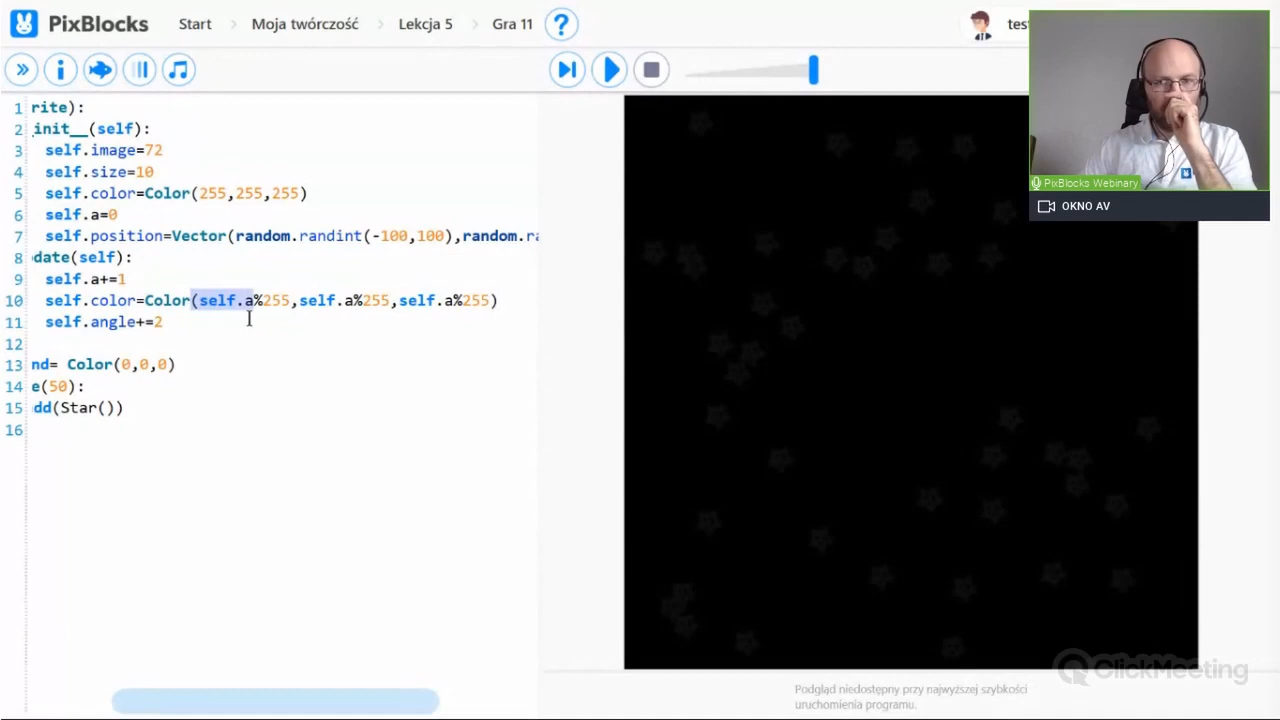 PixBlocks Start Moja twórczość Lekcja 5 Gra 11 ? tes
1 rite):
2 init__(self):
3 self.image=72
4 self.size=10
5 self.color=Color(255,255,255)
6 self.a=0
7 self.position=Vector(random.randint(-100,100),random.ra
8 date(self):
9 self.a+=1
10 self.color=Color(self.a%255,self.a%255,self.a%255)
11 self.angle+=2
12
13 nd= Color(0,0,0)
14 e(50):
15 dd(Star())
16
PixBlocks Webinary
OKNO AV
ClickMeeting
Podgląd niedostępny przy najwyższej szybkości
uruchomienia programu.